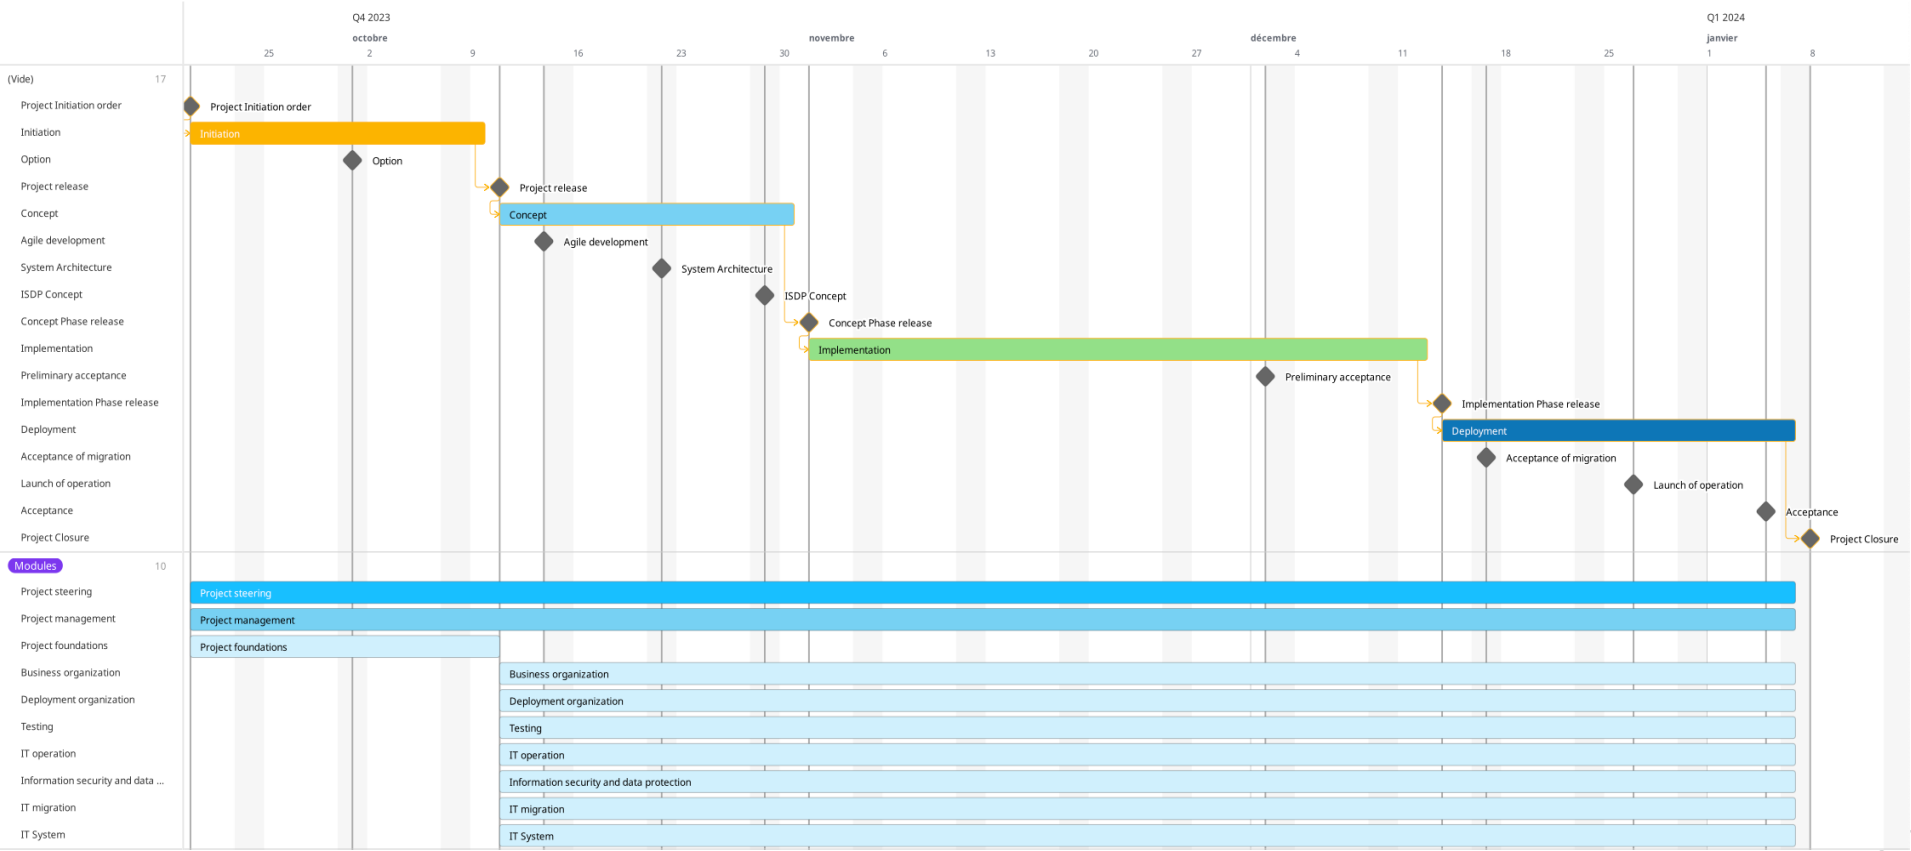 Q4 2023 Q1 2024
octobre novembre décembre janvier
25 2 9 16 23 30 6 13 20 27 4 11 18 25 1 8
(Vide) 17
Project Initiation order Project Initiation order
Initiation Initiation
Option Option
Project release Project release
Concept Concept
Agile development Agile development
System Architecture System Architecture
ISDP Concept ISDP Concept
Concept Phase release Concept Phase release
Implementation Implementation
Preliminary acceptance Preliminary acceptance
Implementation Phase release Implementation Phase release
Deployment Deployment
Acceptance of migration Acceptance of migration
Launch of operation Launch of operation
Acceptance Acceptance
Project Closure Project Closure
Modules 10
Project steering Project steering
Project management Project management
Project foundations Project foundations
Business organization Business organization
Deployment organization Deployment organization
Testing Testing
IT operation IT operation
Information security and data ... Information security and data protection
IT migration IT migration
IT System IT System